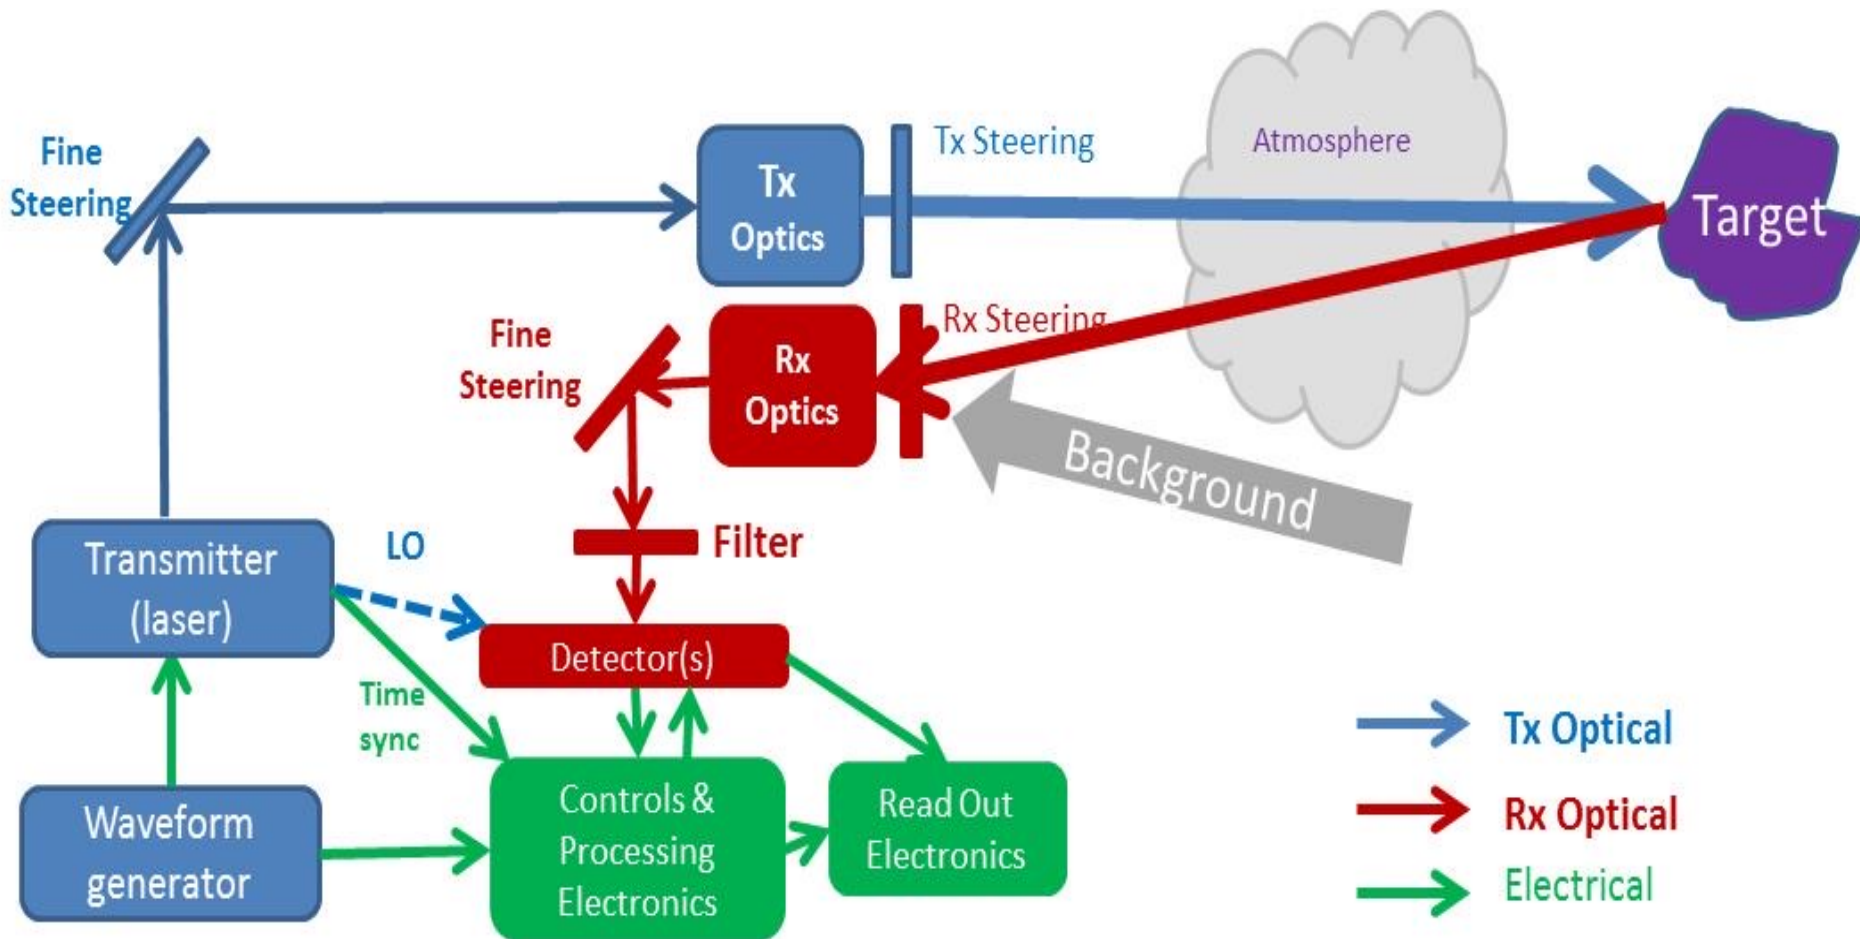 Fine
Steering
Tx
Optics
Tx Steering
Atmosphere
Target
Fine
Steering
Rx
Optics
Rx Steering
Background
Transmitter
(laser)
LO
Filter
Detector(s)
Time
sync
Waveform
generator
Controls &
Processing
Electronics
Read Out
Electronics
Tx Optical
Rx Optical
Electrical